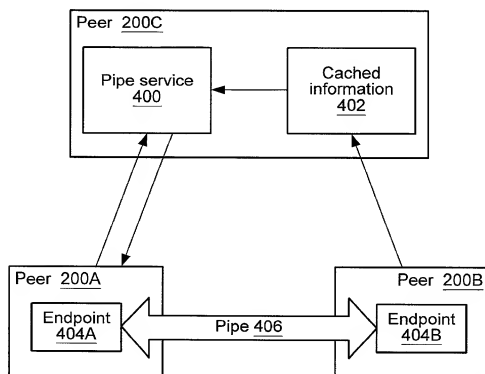 Peer 200C
Pipe service
400
Cached
information
402
Peer 200A
Endpoint
404A
Pipe 406
Peer 200B
Endpoint
404B